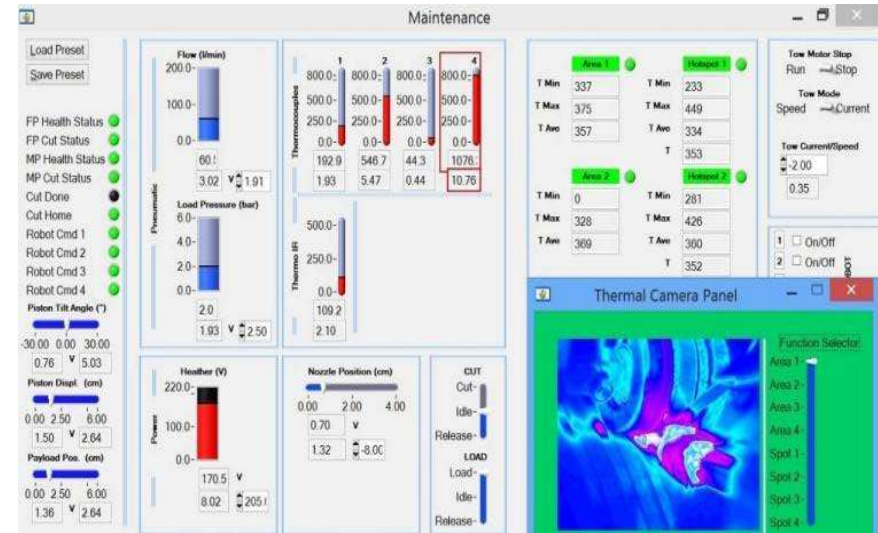 Maintenance
Load Preset
Save Preset
FP Health Status
FP Cut Status
MP Health Status
MP Cut Status
Cut Done
Cut Home
Robot Cmd 1
Robot Cmd 2
Robot Cmd 3
Robot Cmd 4
Piston Tilt Angle (°)
-30.00 0.00 30.00
0.76 V 5.03
Piston Displ. (cm)
0.00 2.50 6.00
1.50 V 2.64
Payload Pos. (cm)
0.00 2.50 6.00
1.36 V 2.64
Pneumatic
Flow (l/min)
200.0
100.0
0.0
3.02 V 1.91
Load Pressure (bar)
6.0
4.0
2.0
0.0
2.0
1.93 V 2.50
Power
Heather (V)
220.0
100.0
0.0
170.5 V
8.02
Thermocouples
1 2 3 4
800.0 800.0 800.0 800.0
500.0 500.0 500.0 500.0
250.0 250.0 250.0 250.0
0.0 0.0 0.0 0.0
192.9 546.7 44.3 1076.
1.93 5.47 0.44 10.76
Thermo IR
500.0
250.0
0.0
109.2
2.10
Nozzle Position (cm)
0.00 2.00 4.00
0.70 V
1.32
CUT
Cut
Idle
Release
LOAD
Load
Idle
Release
Area 1 Hotspot 1
T Min 337 T Min 233
T Max 375 T Max 449
T Ave 357 T Ave 334
T 353
Area 2 Hotspot 2
T Min 0 T Min 281
T Max 328 T Max 426
T Ave 369 T Ave 360
T 352
Tow Motor Stop
Run Stop
Tow Mode
Speed Current
Tow Current/Speed
-2.00
0.35
1 On/Off
2 On/Off
Thermal Camera Panel
Function Selector
Area 1
Area 2
Area 3
Area 4
Spot 1
Spot 2
Spot 3
Spot 4